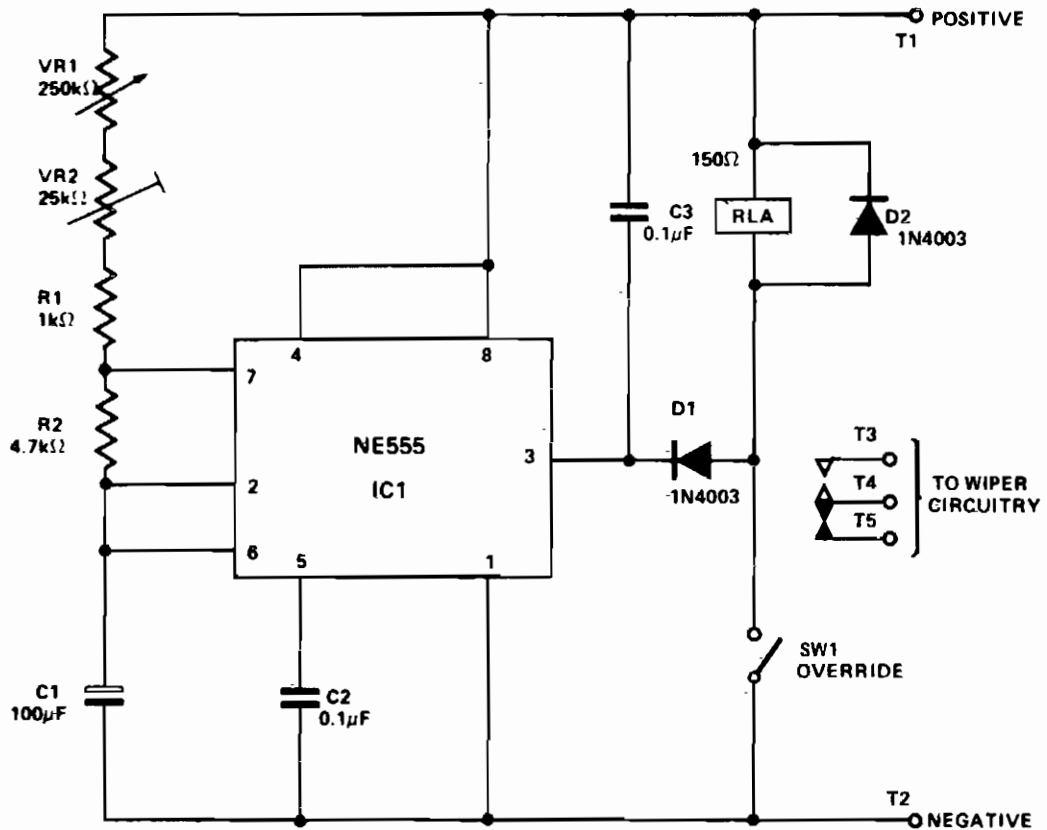 POSITIVE
T1
VR1
250kΩ
VR2
25kΩ
150Ω
RLA
C3
0.1µF
D2
1N4003
R1
1kΩ
4
8
7
R2
4.7kΩ
NE555
IC1
3
D1
1N4003
2
6
5
1
T3
T4
T5
TO WIPER
CIRCUITRY
SW1
OVERRIDE
C1
100µF
C2
0.1µF
T2
NEGATIVE